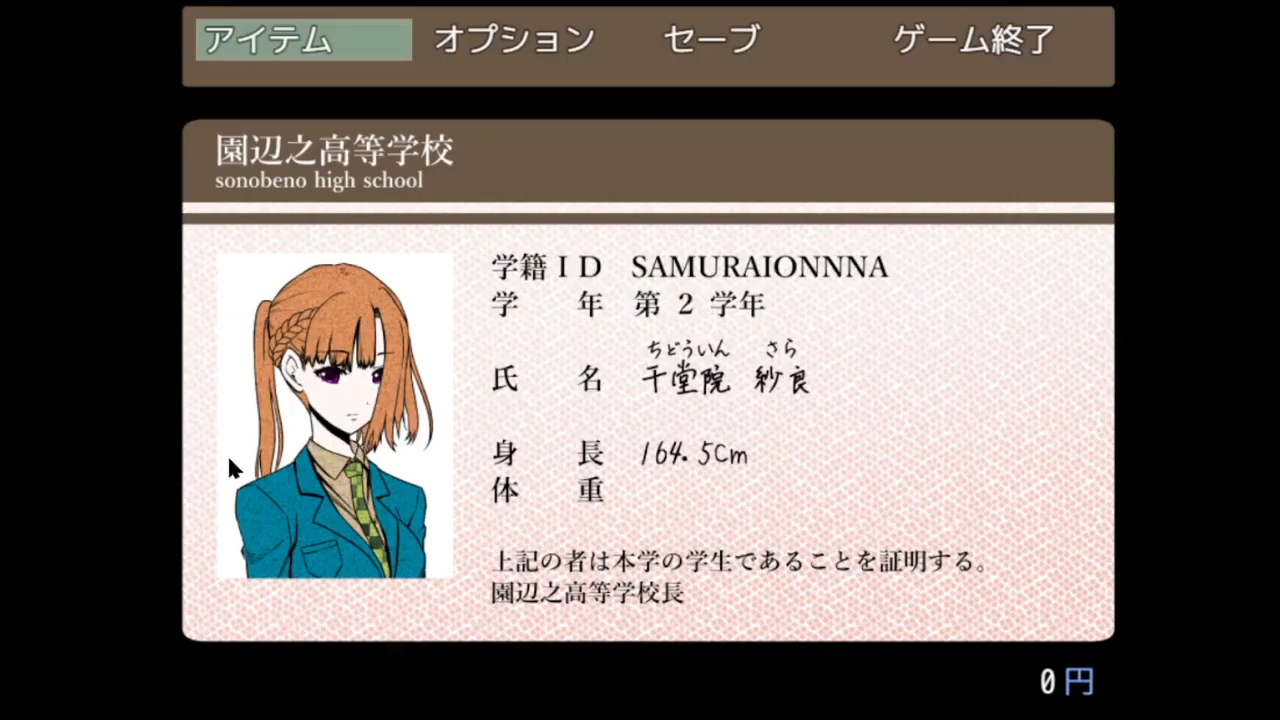 アイテム オプション セーブ ゲーム終了
園辺之高等学校
sonobeno high school
学籍ID SAMURAIONNNA
学 年 第 2 学年
ちどういん さら
氏 名 千堂院 紗良
身 長 164.5cm
体 重
上記の者は本学の学生であることを証明する。
園辺之高等学校長
0円